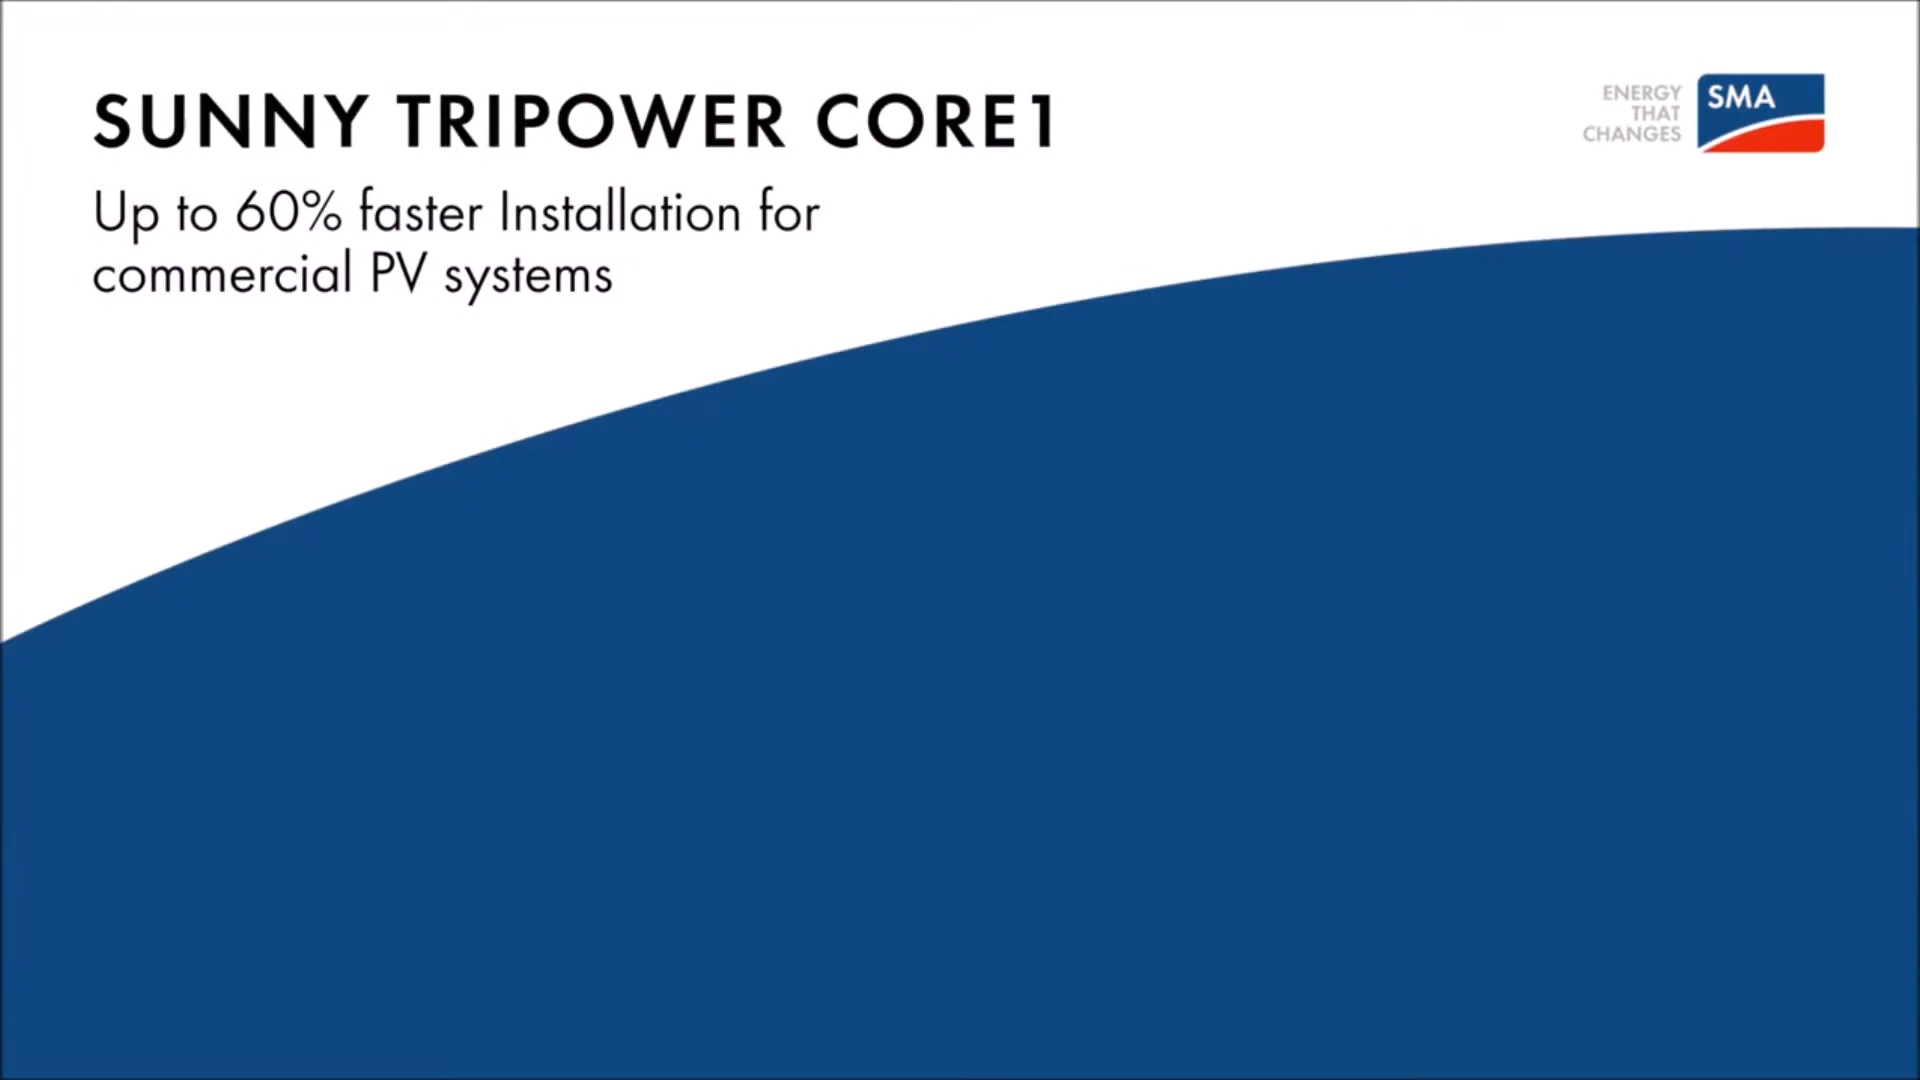 SUNNY TRIPOWER CORE1
Up to 60% faster Installation for
commercial PV systems
ENERGY
THAT
CHANGES
SMA